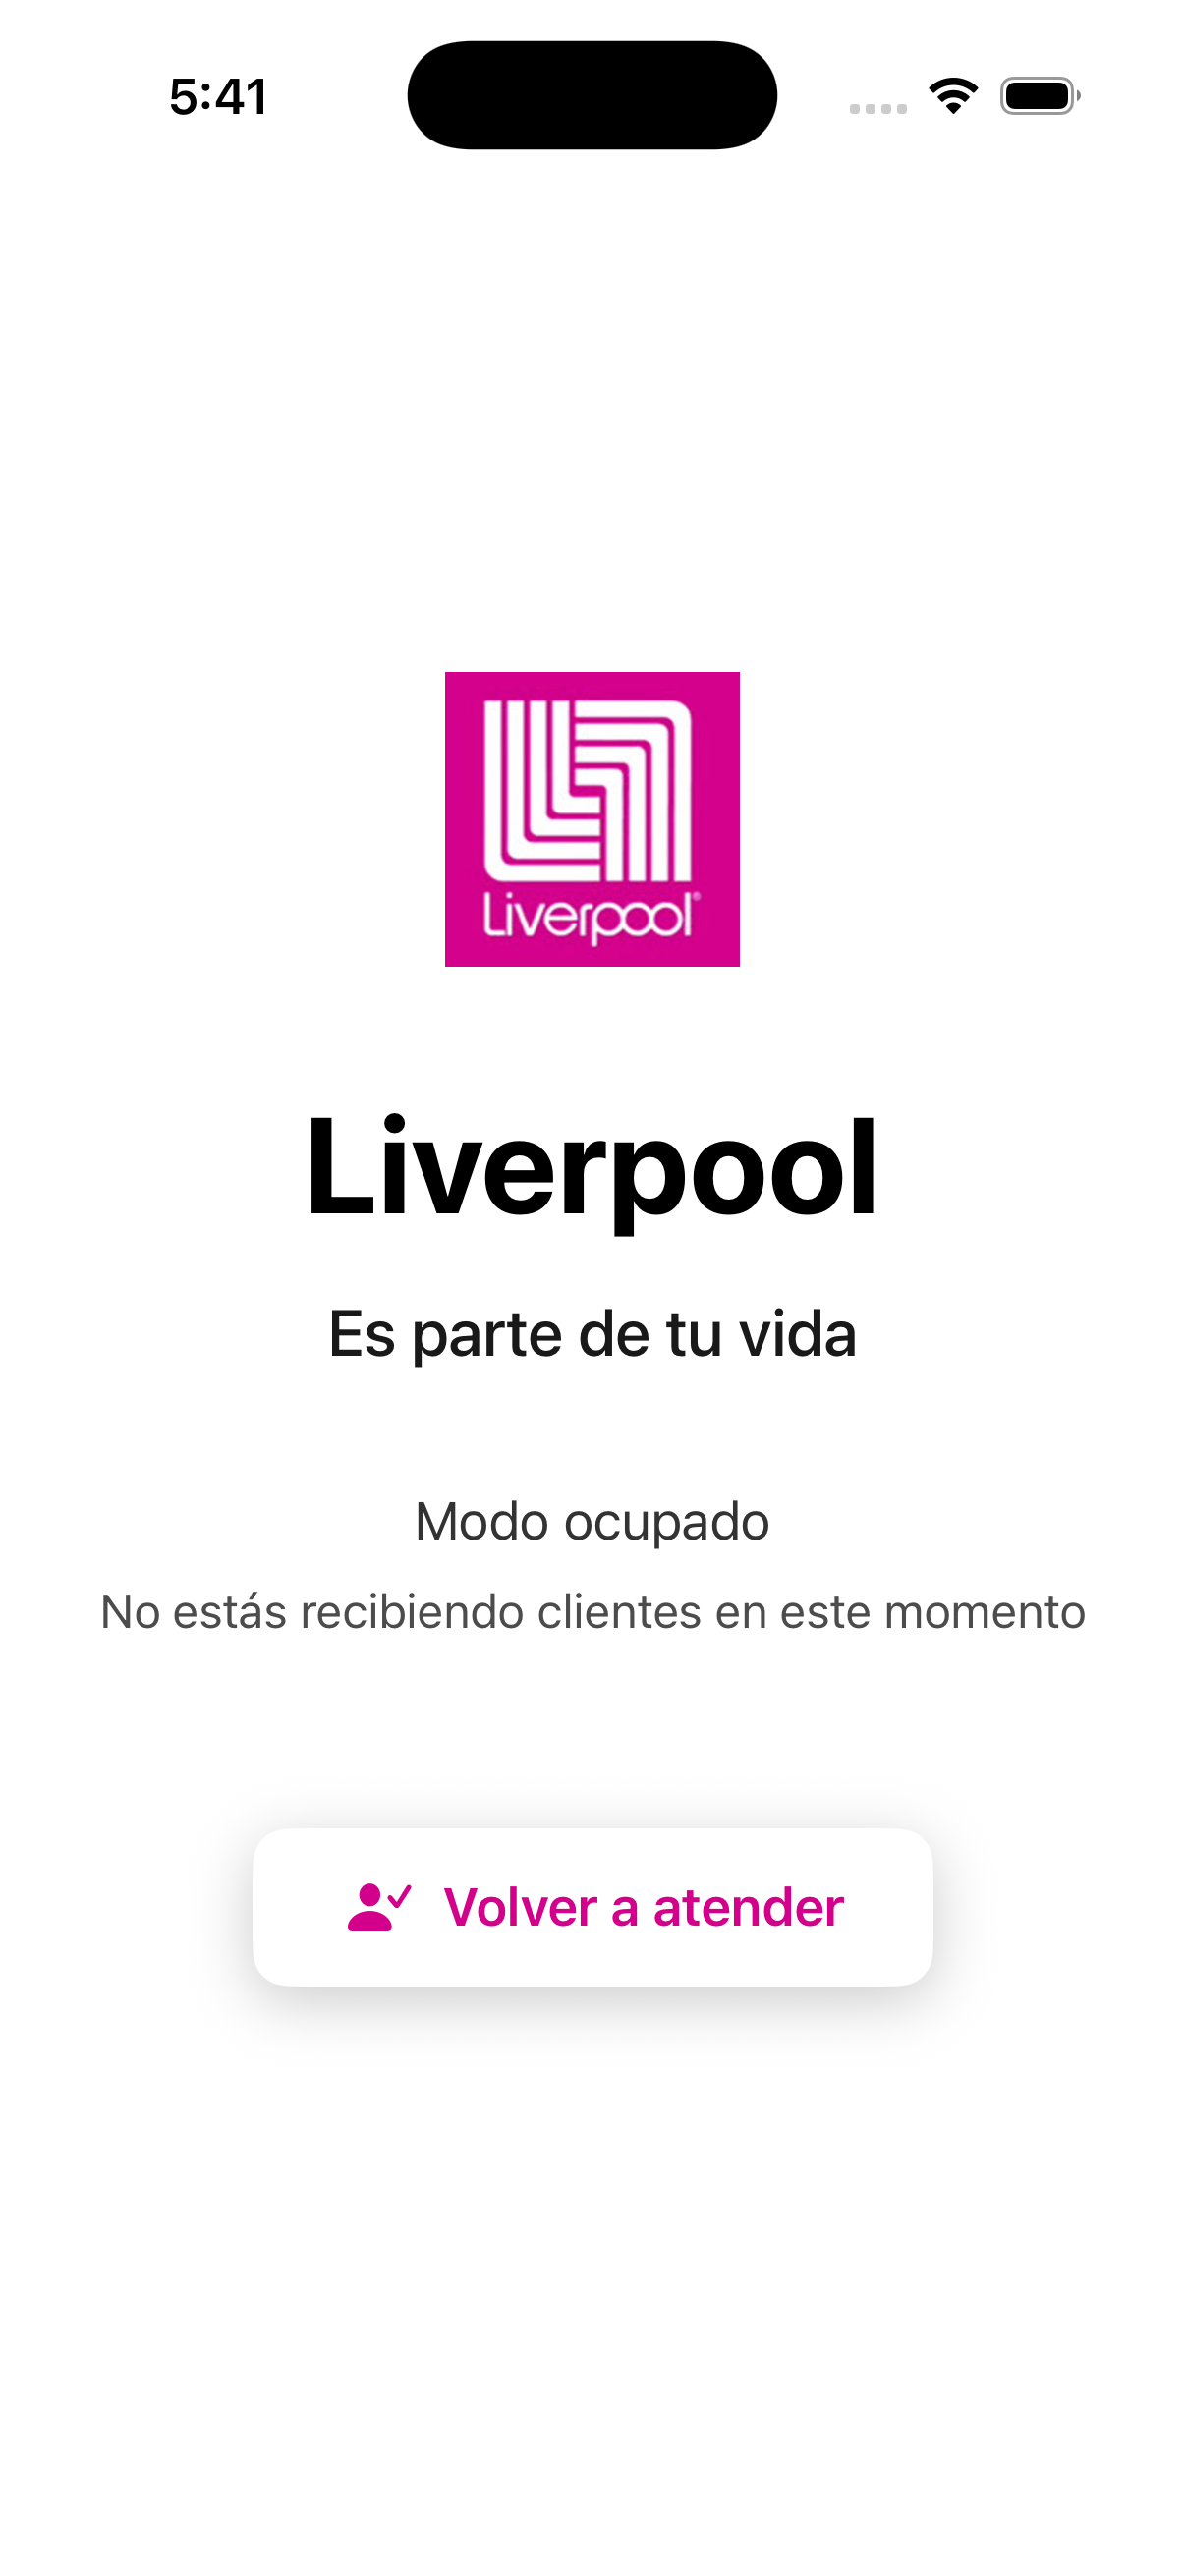 5:41
Liverpool®
Liverpool
Es parte de tu vida
Modo ocupado
No estás recibiendo clientes en este momento
Volver a atender